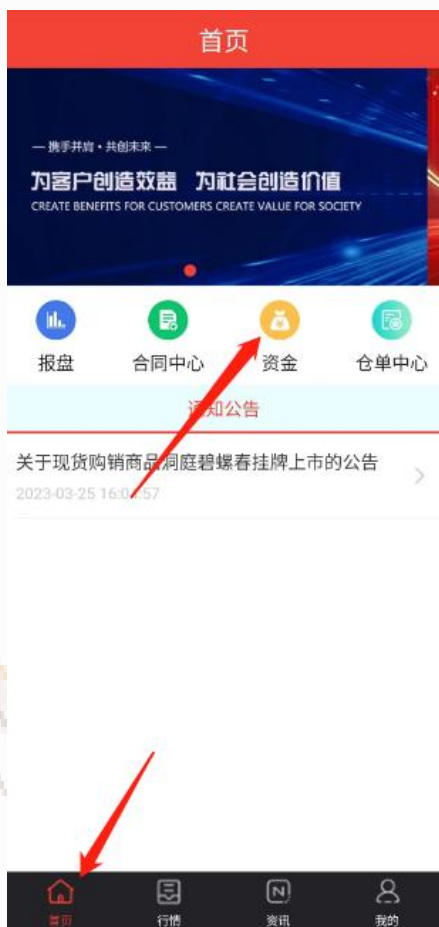 首页
— 携手并肩·共创未来 —
为客户创造效益 为社会创造价值
CREATE BENEFITS FOR CUSTOMERS CREATE VALUE FOR SOCIETY
报盘 合同中心 资金 仓单中心
通知公告
关于现货购销商品洞庭碧螺春挂牌上市的公告
2023-03-25 16:04:57
首页 行情 资讯 我的